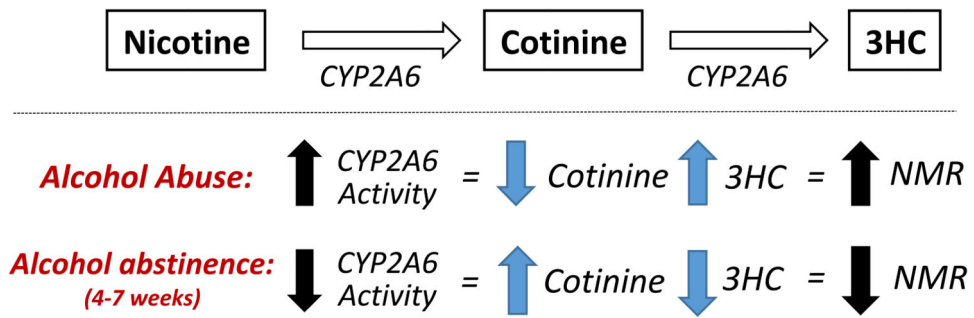 Nicotine Cotinine 3HC
CYP2A6 CYP2A6
Alcohol Abuse: CYP2A6 Activity = Cotinine 3HC = NMR
Alcohol abstinence: (4-7 weeks) CYP2A6 Activity = Cotinine 3HC = NMR